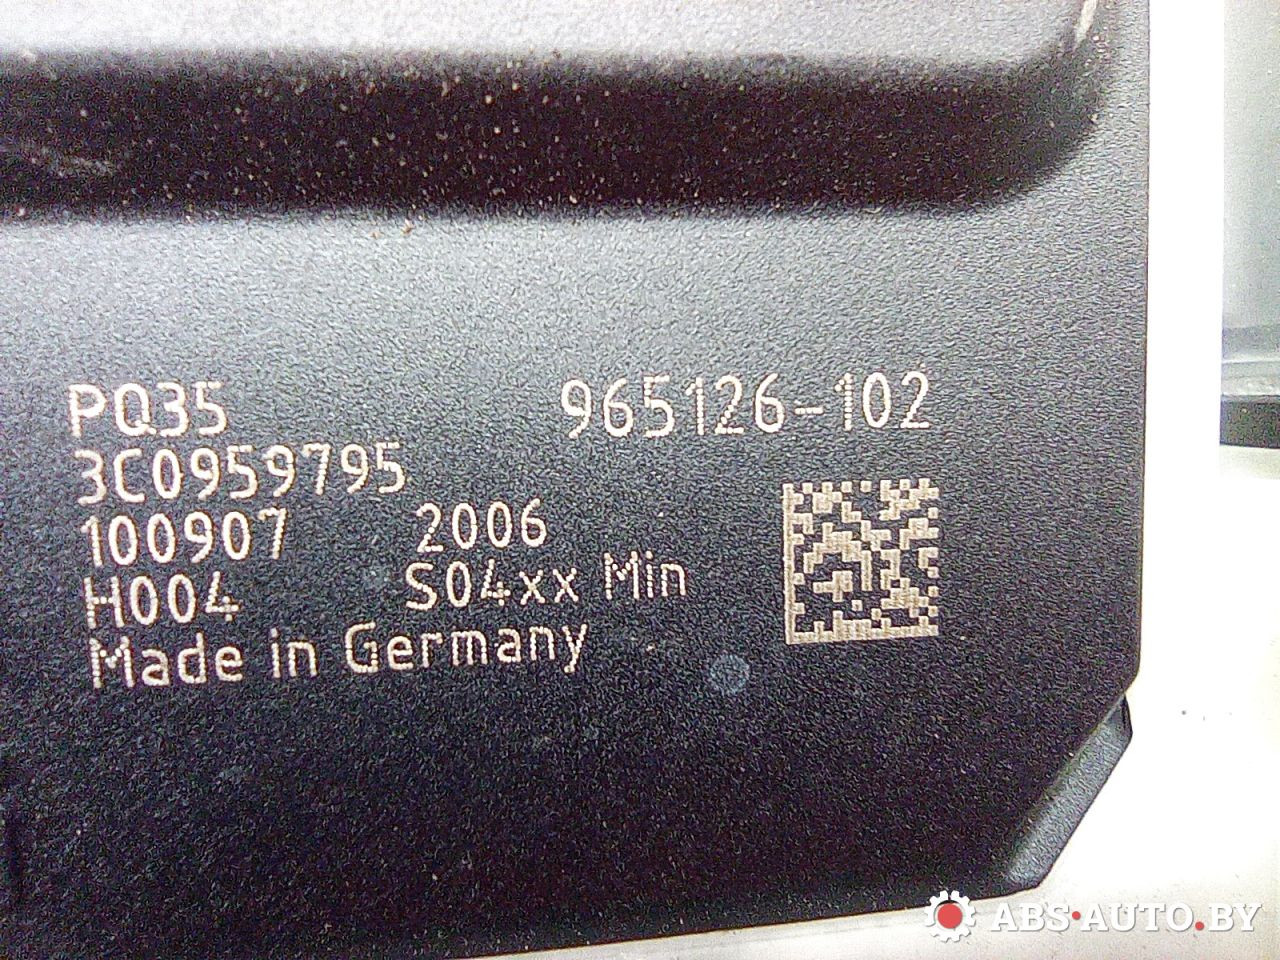 PQ35 965126-102
3C0959795
100907 2006
H004 S04xx Min
Made in Germany
ABS-AUTO.BY